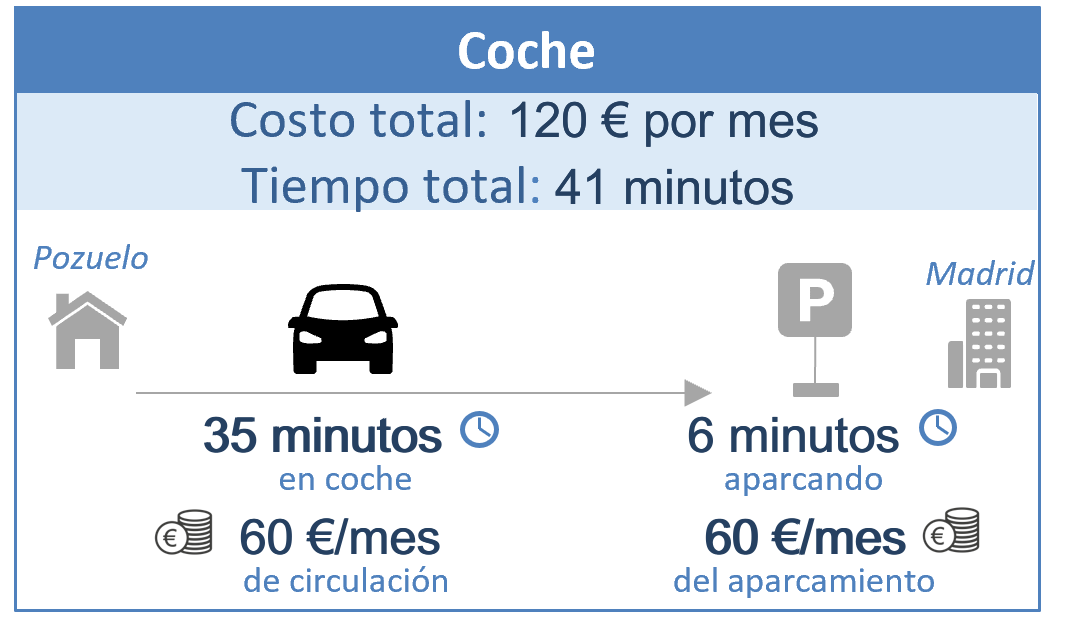 Coche
Costo total: 120 € por mes
Tiempo total: 41 minutos
Pozuelo
Madrid
P
35 minutos
en coche
6 minutos
aparcando
€ 60 €/mes
de circulación
60 €/mes €
del aparcamiento